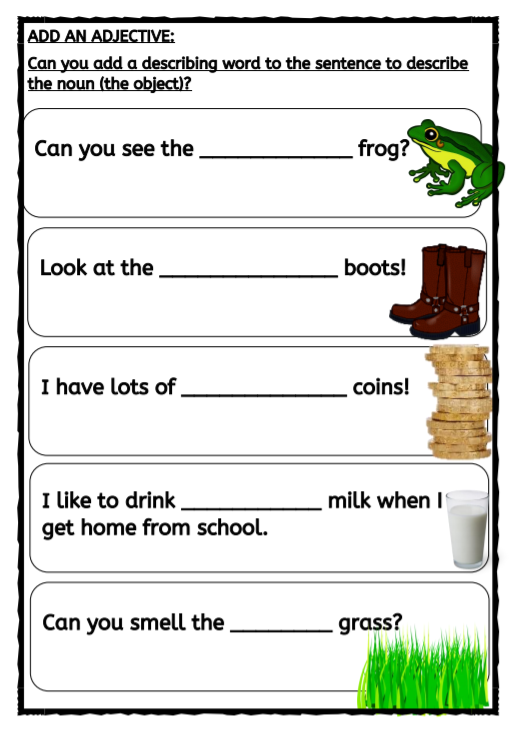 ADD AN ADJECTIVE:
Can you add a describing word to the sentence to describe
the noun (the object)?
Can you see the _____________ frog?
Look at the ________________ boots!
I have lots of _______________ coins!
I like to drink _____________ milk when I
get home from school.
Can you smell the _________ grass?